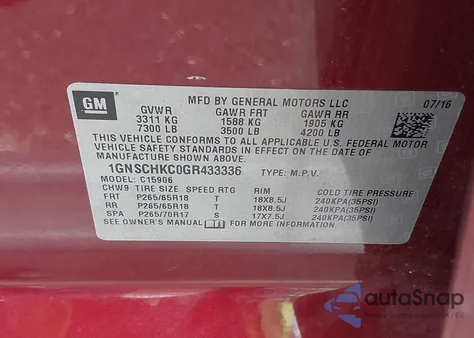 GM
MFD BY GENERAL MOTORS LLC
07/16
GVWR GAWR FRT GAWR RR
3311 KG 1588 KG 1905 KG
7300 LB 3500 LB 4200 LB
THIS VEHICLE CONFORMS TO ALL APPLICABLE U.S. FEDERAL MOTOR
VEHICLE SAFETY STANDARDS IN EFFECT ON THE DATE OF
MANUFACTURE SHOWN ABOVE.
1GNSCHKC0GR433336 TYPE: M.P.V.
MODEL: C15906
CHW9 TIRE SIZE SPEED RTG RIM COLD TIRE PRESSURE
FRT P265/65R18 T 18X8.5J 240KPA(35PSI)
RR P265/65R18 T 18X8.5J 240KPA(35PSI)
SPA P265/70R17 S 17X7.5J 240KPA(35PSI)
SEE OWNER'S MANUAL FOR MORE INFORMATION.
autaSnap